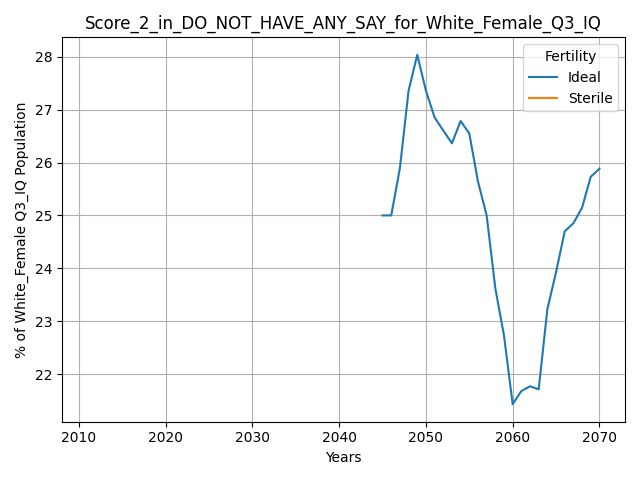 Score_2_in_DO_NOT_HAVE_ANY_SAY_for_White_Female_Q3_IQ
Fertility
Ideal
Sterile
% of White_Female Q3_IQ Population
28
27
26
25
24
23
22
2010 2020 2030 2040 2050 2060 2070
Years